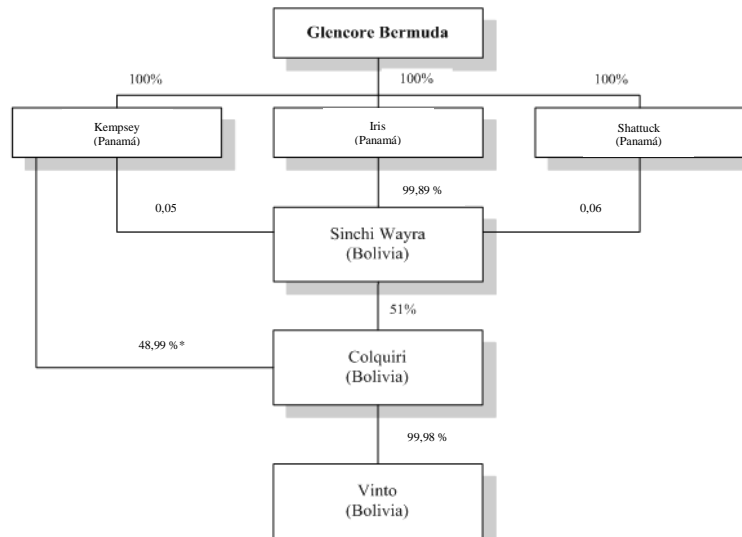 Glencore Bermuda
100%
100%
100%
Kempsey
(Panamá)
Iris
(Panamá)
Shattuck
(Panamá)
99,89 %
0,05
0,06
Sinchi Wayra
(Bolivia)
51%
48,99 %*
Colquiri
(Bolivia)
99,98 %
Vinto
(Bolivia)